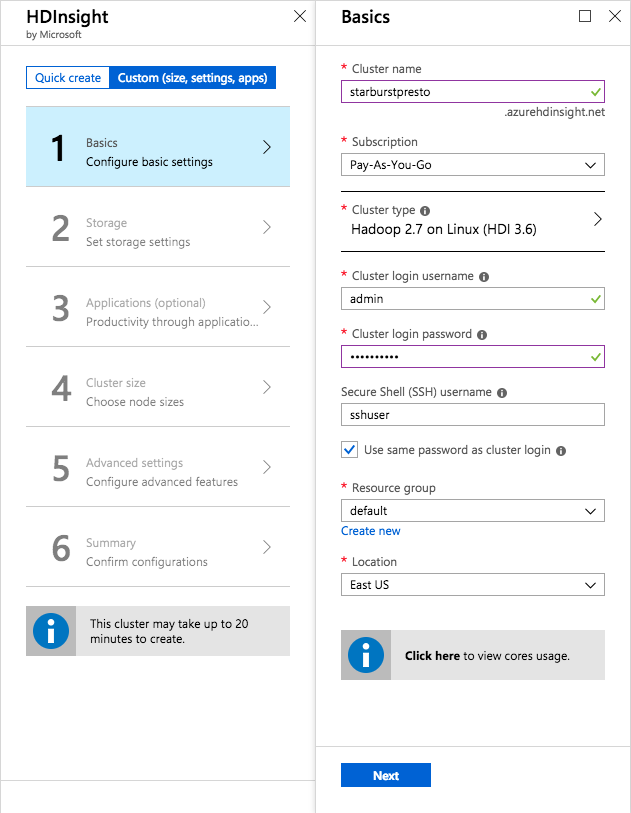 HDInsight
by Microsoft
Quick create
Custom (size, settings, apps)
1
Basics
Configure basic settings
2
Storage
Set storage settings
3
Applications (optional)
Productivity through applicatio...
4
Cluster size
Choose node sizes
5
Advanced settings
Configure advanced features
6
Summary
Confirm configurations
This cluster may take up to 20
minutes to create.
Basics
* Cluster name
starburstpresto
.azurehdinsight.net
* Subscription
Pay-As-You-Go
* Cluster type
Hadoop 2.7 on Linux (HDI 3.6)
* Cluster login username
admin
* Cluster login password
••••••••••
Secure Shell (SSH) username
sshuser
Use same password as cluster login
* Resource group
default
Create new
* Location
East US
Click here to view cores usage.
Next